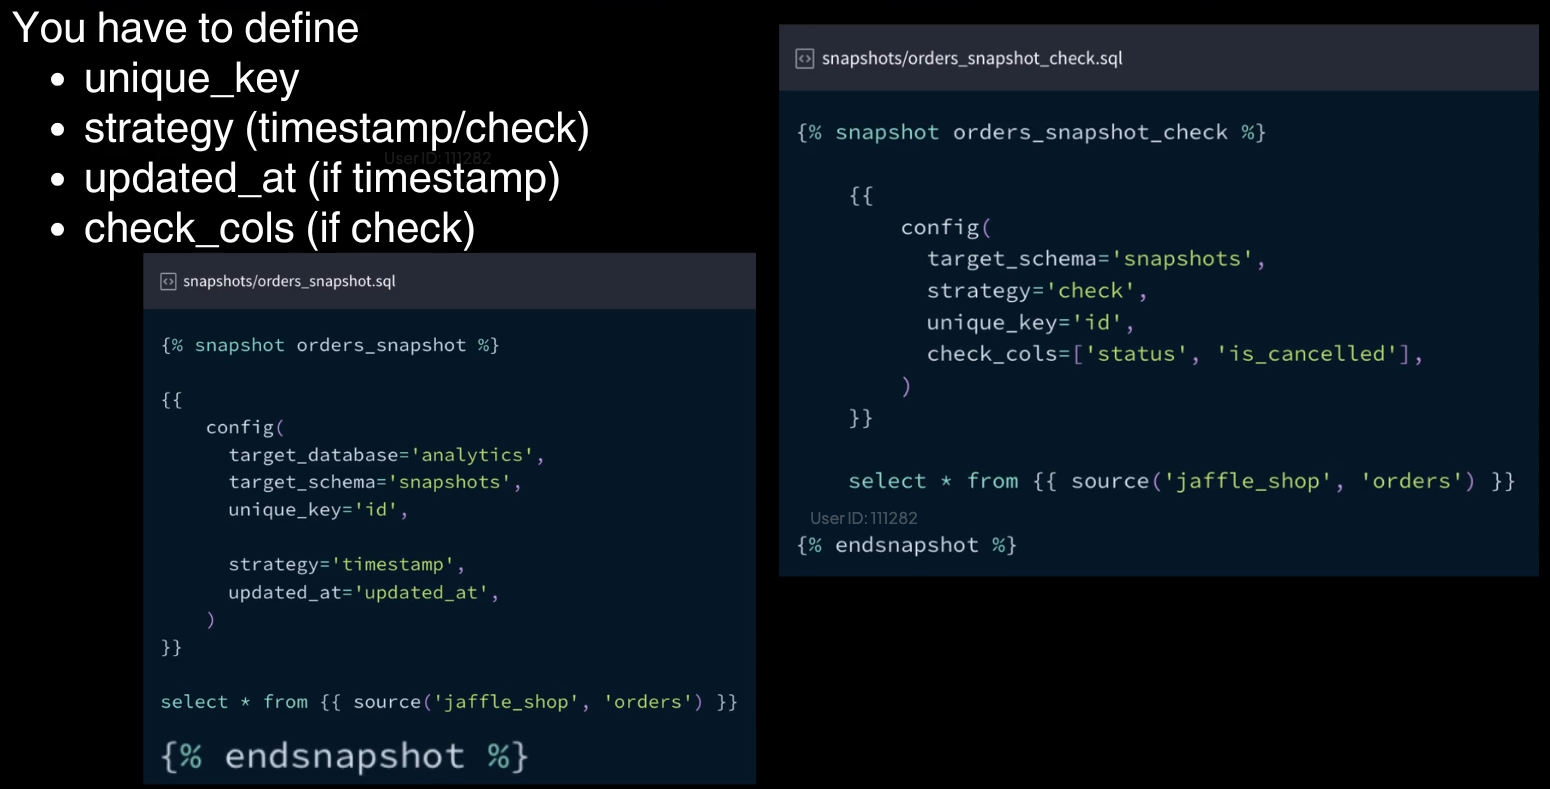 You have to define
• unique_key
• strategy (timestamp/check)
User ID: 111282
• updated_at (if timestamp)
• check_cols (if check)
snapshots/orders_snapshot.sql
{% snapshot orders_snapshot %}
{{
config(
target_database='analytics',
target_schema='snapshots',
unique_key='id',
strategy='timestamp',
updated_at='updated_at',
)
}}
select * from {{ source('jaffle_shop', 'orders') }}
{% endsnapshot %}
snapshots/orders_snapshot_check.sql
{% snapshot orders_snapshot_check %}
{{
config(
target_schema='snapshots',
strategy='check',
unique_key='id',
check_cols=['status', 'is_cancelled'],
)
}}
select * from {{ source('jaffle_shop', 'orders') }}
User ID: 111282
{% endsnapshot %}